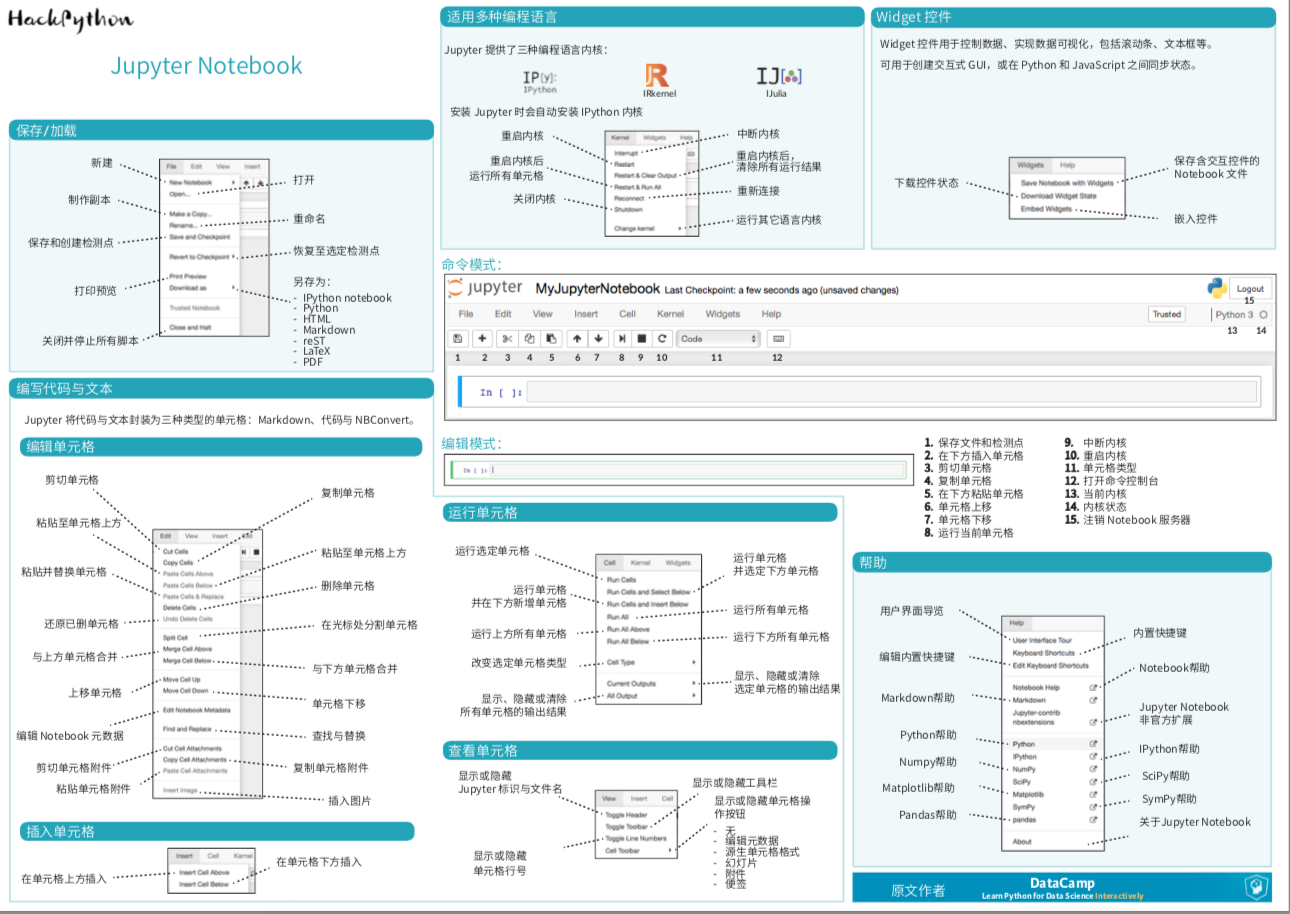 HackPython
Jupyter Notebook
保存/加载
新建
制作副本
保存和创建检测点
打印预览
关闭并停止所有脚本
File Edit View Insert
New Notebook
Open...
Make a Copy...
Rename...
Save and Checkpoint
Revert to Checkpoint
Print Preview
Download as
Trusted Notebook
Close and Halt
打开
重命名
恢复至选定检测点
另存为：
- IPython notebook
- Python
- HTML
- Markdown
- reST
- LaTeX
- PDF
编写代码与文本
Jupyter 将代码与文本封装为三种类型的单元格：Markdown、代码与 NBConvert。
编辑单元格
剪切单元格
粘贴至单元格上方
粘贴并替换单元格
还原已删单元格
与上方单元格合并
上移单元格
编辑 Notebook 元数据
剪切单元格附件
粘贴单元格附件
Edit View Insert Cell
Cut Cells
Copy Cells
Paste Cells Above
Paste Cells Below
Paste Cells & Replace
Delete Cells
Undo Delete Cells
Split Cell
Merge Cell Above
Merge Cell Below
Move Cell Up
Move Cell Down
Edit Notebook Metadata
Find and Replace
Cut Cell Attachments
Copy Cell Attachments
Paste Cell Attachments
Insert Image
复制单元格
粘贴至单元格上方
删除单元格
在光标处分割单元格
与下方单元格合并
单元格下移
查找与替换
复制单元格附件
插入图片
插入单元格
在单元格上方插入
Insert Cell Kernel
Insert Cell Above
Insert Cell Below
在单元格下方插入
适用多种编程语言
Jupyter 提供了三种编程语言内核：
IP[y]:
IPython
R
IRkernel
IJ[]
IJulia
安装 Jupyter 时会自动安装 IPython 内核
重启内核
重启内核后
运行所有单元格
关闭内核
Kernel Widgets Help
Interrupt
Restart
Restart & Clear Output
Restart & Run All
Reconnect
Shutdown
Change kernel
中断内核
重启内核后，
清除所有运行结果
重新连接
运行其它语言内核
Widget 控件
Widget 控件用于控制数据、实现数据可视化，包括滚动条、文本框等。
可用于创建交互式 GUI，或在 Python 和 JavaScript 之间同步状态。
下载控件状态
Widgets Help
Save Notebook with Widgets
Download Widget State
Embed Widgets
保存含交互控件的
Notebook 文件
嵌入控件
命令模式：
jupyter MyJupyterNotebook Last Checkpoint: a few seconds ago (unsaved changes)
Logout
15
File Edit View Insert Cell Kernel Widgets Help
Trusted Python 3
13 14
Code
1 2 3 4 5 6 7 8 9 10 11 12
In [ ]:
编辑模式：
In [ ]:
1. 保存文件和检测点
2. 在下方插入单元格
3. 剪切单元格
4. 复制单元格
5. 在下方粘贴单元格
6. 单元格上移
7. 单元格下移
8. 运行当前单元格
9. 中断内核
10. 重启内核
11. 单元格类型
12. 打开命令控制台
13. 当前内核
14. 内核状态
15. 注销 Notebook 服务器
运行单元格
运行选定单元格
运行单元格
并在下方新增单元格
运行上方所有单元格
改变选定单元格类型
显示、隐藏或清除
所有单元格的输出结果
Cell Kernel Widgets
Run Cells
Run Cells and Select Below
Run Cells and Insert Below
Run All
Run All Above
Run All Below
Cell Type
Current Outputs
All Output
运行单元格
并选定下方单元格
运行所有单元格
运行下方所有单元格
显示、隐藏或清除
选定单元格的输出结果
查看单元格
显示或隐藏
Jupyter 标识与文件名
显示或隐藏
单元格行号
View Insert Cell
Toggle Header
Toggle Toolbar
Toggle Line Numbers
Cell Toolbar
显示或隐藏工具栏
显示或隐藏单元格操
作按钮
- 无
- 编辑元数据
- 源生单元格格式
- 幻灯片
- 附件
- 便签
帮助
用户界面导览
编辑内置快捷键
Markdown帮助
Python帮助
Numpy帮助
Matplotlib帮助
Pandas帮助
Help
User Interface Tour
Keyboard Shortcuts
Edit Keyboard Shortcuts
Notebook Help
Markdown
Jupyter-contrib
nbextensions
Python
IPython
NumPy
SciPy
Matplotlib
SymPy
pandas
About
内置快捷键
Notebook帮助
Jupyter Notebook
非官方扩展
IPython帮助
SciPy帮助
SymPy帮助
关于Jupyter Notebook
原文作者
DataCamp
Learn Python for Data Science Interactively